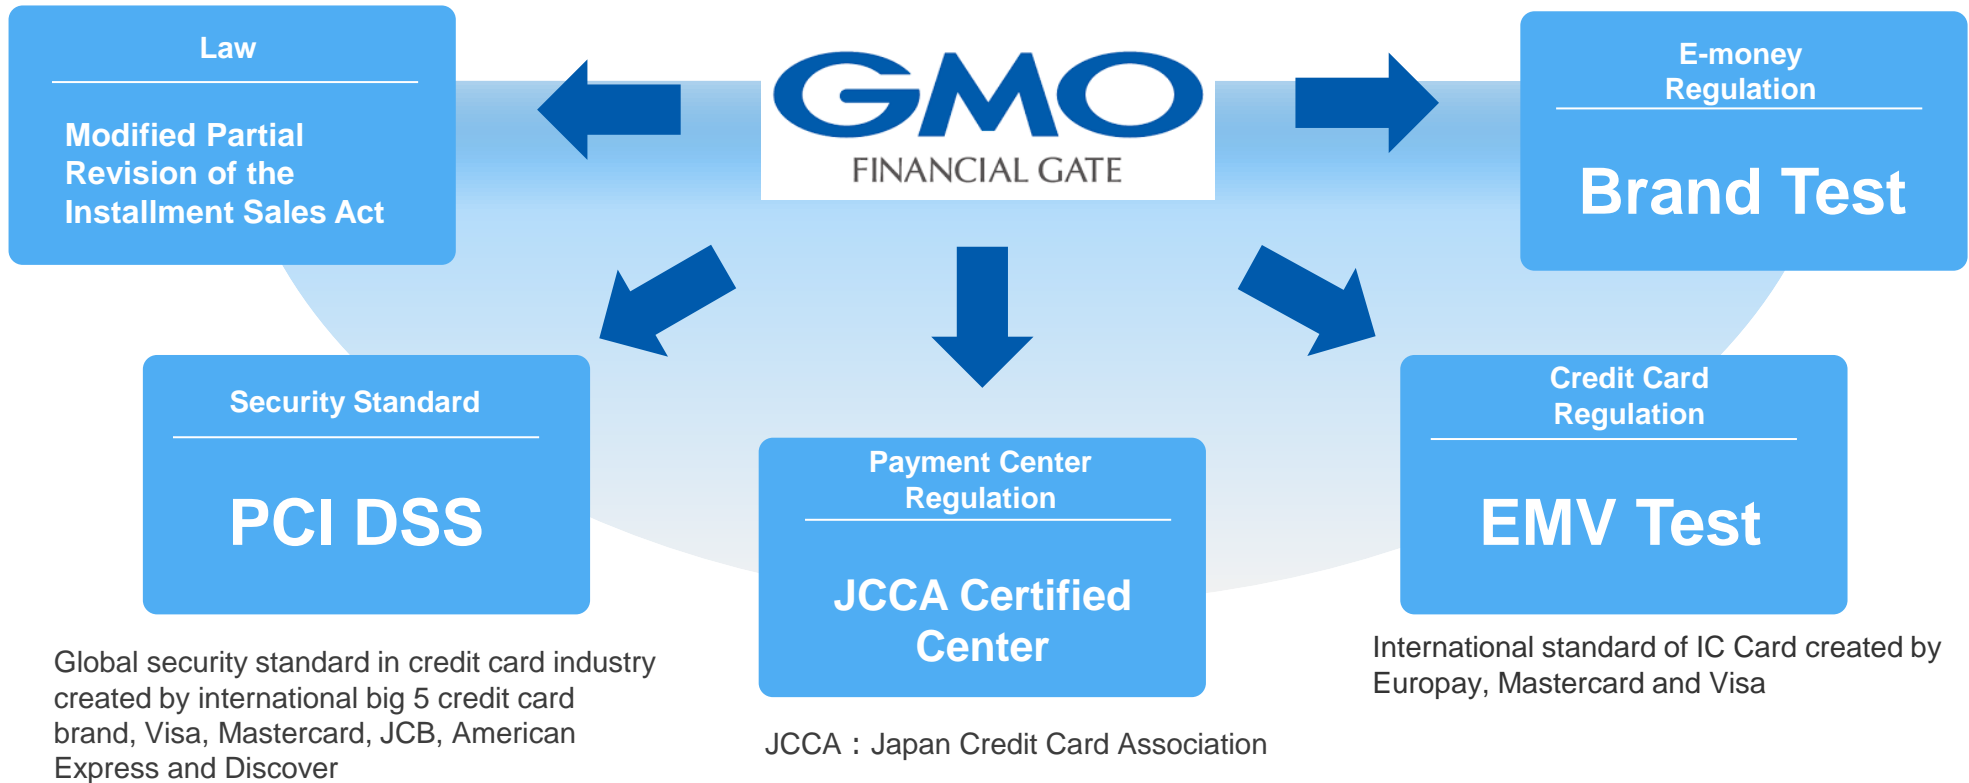 Law
Modified Partial
Revision of the
Installment Sales Act
GMO
FINANCIAL GATE
E-money
Regulation
Brand Test
Security Standard
PCI DSS
Global security standard in credit card industry
created by international big 5 credit card
brand, Visa, Mastercard, JCB, American
Express and Discover
Payment Center
Regulation
JCCA Certified
Center
JCCA：Japan Credit Card Association
Credit Card
Regulation
EMV Test
International standard of IC Card created by
Europay, Mastercard and Visa